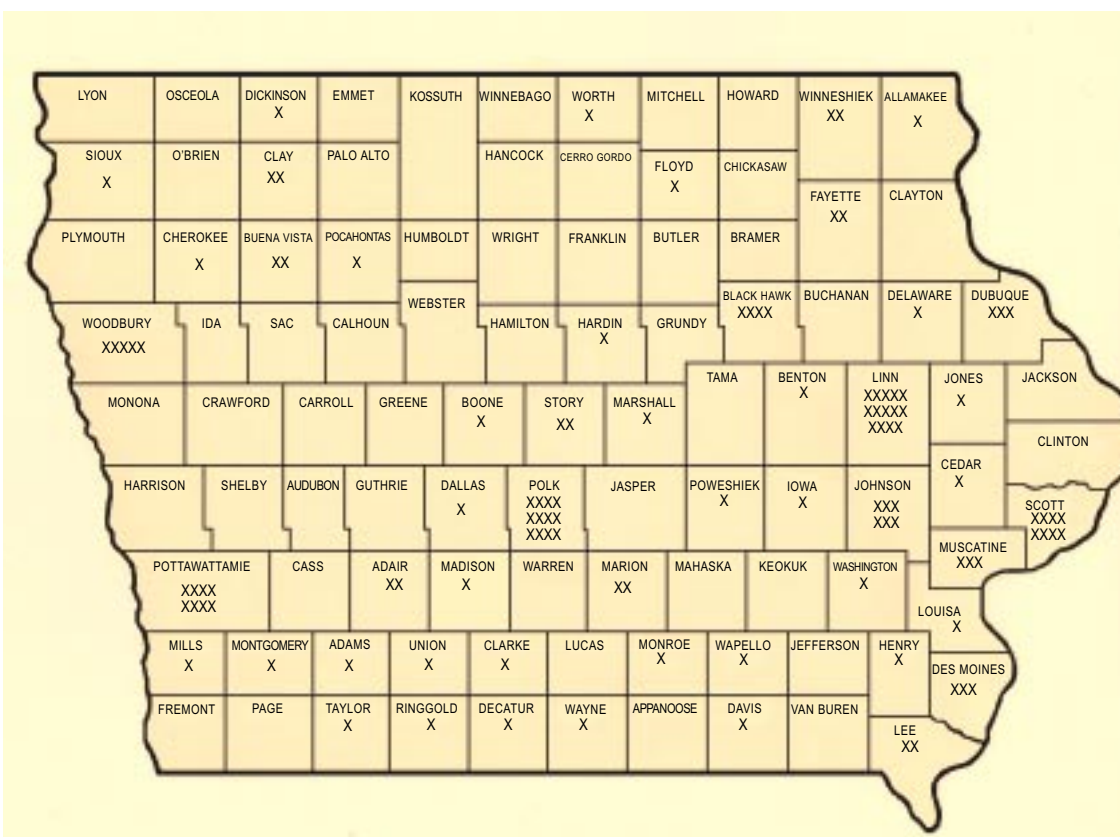 LYON
OSCEOLA
DICKINSON
X
EMMET
KOSSUTH
WINNEBAGO
WORTH
X
MITCHELL
HOWARD
WINNESHIEK
XX
ALLAMAKEE
X
SIOUX
X
O'BRIEN
CLAY
XX
PALO ALTO
HANCOCK
CERRO GORDO
FLOYD
X
CHICKASAW
FAYETTE
XX
CLAYTON
PLYMOUTH
CHEROKEE
X
BUENA VISTA
XX
POCAHONTAS
X
HUMBOLDT
WRIGHT
FRANKLIN
BUTLER
BRAMER
WOODBURY
XXXXX
IDA
SAC
CALHOUN
WEBSTER
HAMILTON
HARDIN
X
GRUNDY
BLACK HAWK
XXXX
BUCHANAN
DELAWARE
X
DUBUQUE
XXX
MONONA
CRAWFORD
CARROLL
GREENE
BOONE
X
STORY
XX
MARSHALL
X
TAMA
BENTON
X
LINN
XXXXX
XXXXX
XXXX
JONES
X
JACKSON
CLINTON
HARRISON
SHELBY
AUDUBON
GUTHRIE
DALLAS
X
POLK
XXXX
XXXX
XXXX
JASPER
POWESHIEK
X
IOWA
X
JOHNSON
XXX
XXX
CEDAR
X
SCOTT
XXXX
XXXX
MUSCATINE
XXX
POTTAWATTAMIE
XXXX
XXXX
CASS
ADAIR
XX
MADISON
X
WARREN
MARION
XX
MAHASKA
KEOKUK
WASHINGTON
X
LOUISA
X
MILLS
X
MONTGOMERY
X
ADAMS
X
UNION
X
CLARKE
X
LUCAS
MONROE
X
WAPELLO
X
JEFFERSON
HENRY
X
DES MOINES
XXX
FREMONT
PAGE
TAYLOR
X
RINGGOLD
X
DECATUR
X
WAYNE
X
APPANOOSE
DAVIS
X
VAN BUREN
LEE
XX